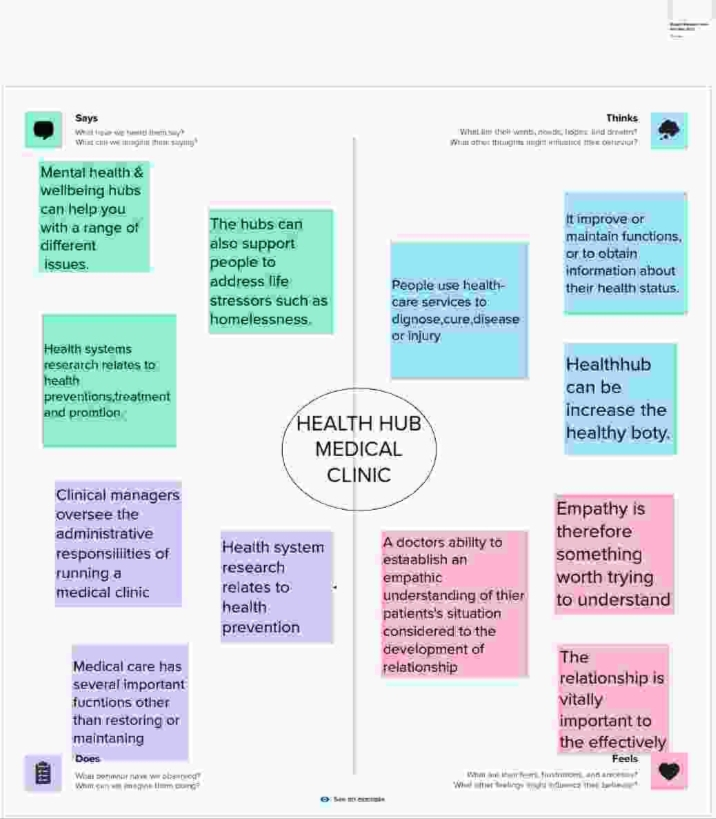 Says
What have we heard them say?
What can we imagine them saying?
Mental health &
wellbeing hubs
can help you
with a range of
different
issues.
The hubs can
also support
people to
address life
stressors such as
homelessness.
Health systems
reserarch relates to
health
preventions,treatment
and promtion.
Thinks
What are their wants, needs, hopes, and dreams?
What other thoughts might influence their behavior?
People use health-
care services to
dignose,cure,disease
or injury
It improve or
maintain functions,
or to obtain
information about
their health status.
Healthhub
can be
increase the
healthy boty.
HEALTH HUB
MEDICAL
CLINIC
Clinical managers
oversee the
administrative
responsiiiities of
running a
medical clinic
Health system
research
relates to
health
prevention
Medical care has
several important
fucntions other
than restoring or
maintaning
Does
What behavior have we observed?
What can we imagine them doing?
A doctors ability to
estaablish an
empathic
understanding of thier
patients's situation
considered to the
development of
relationship
Empathy is
therefore
something
worth trying
to understand
The
relationship is
vitally
important to
the effectively
Feels
What are their fears, frustrations, and anxieties?
What other feelings might influence their behavior?
See an example